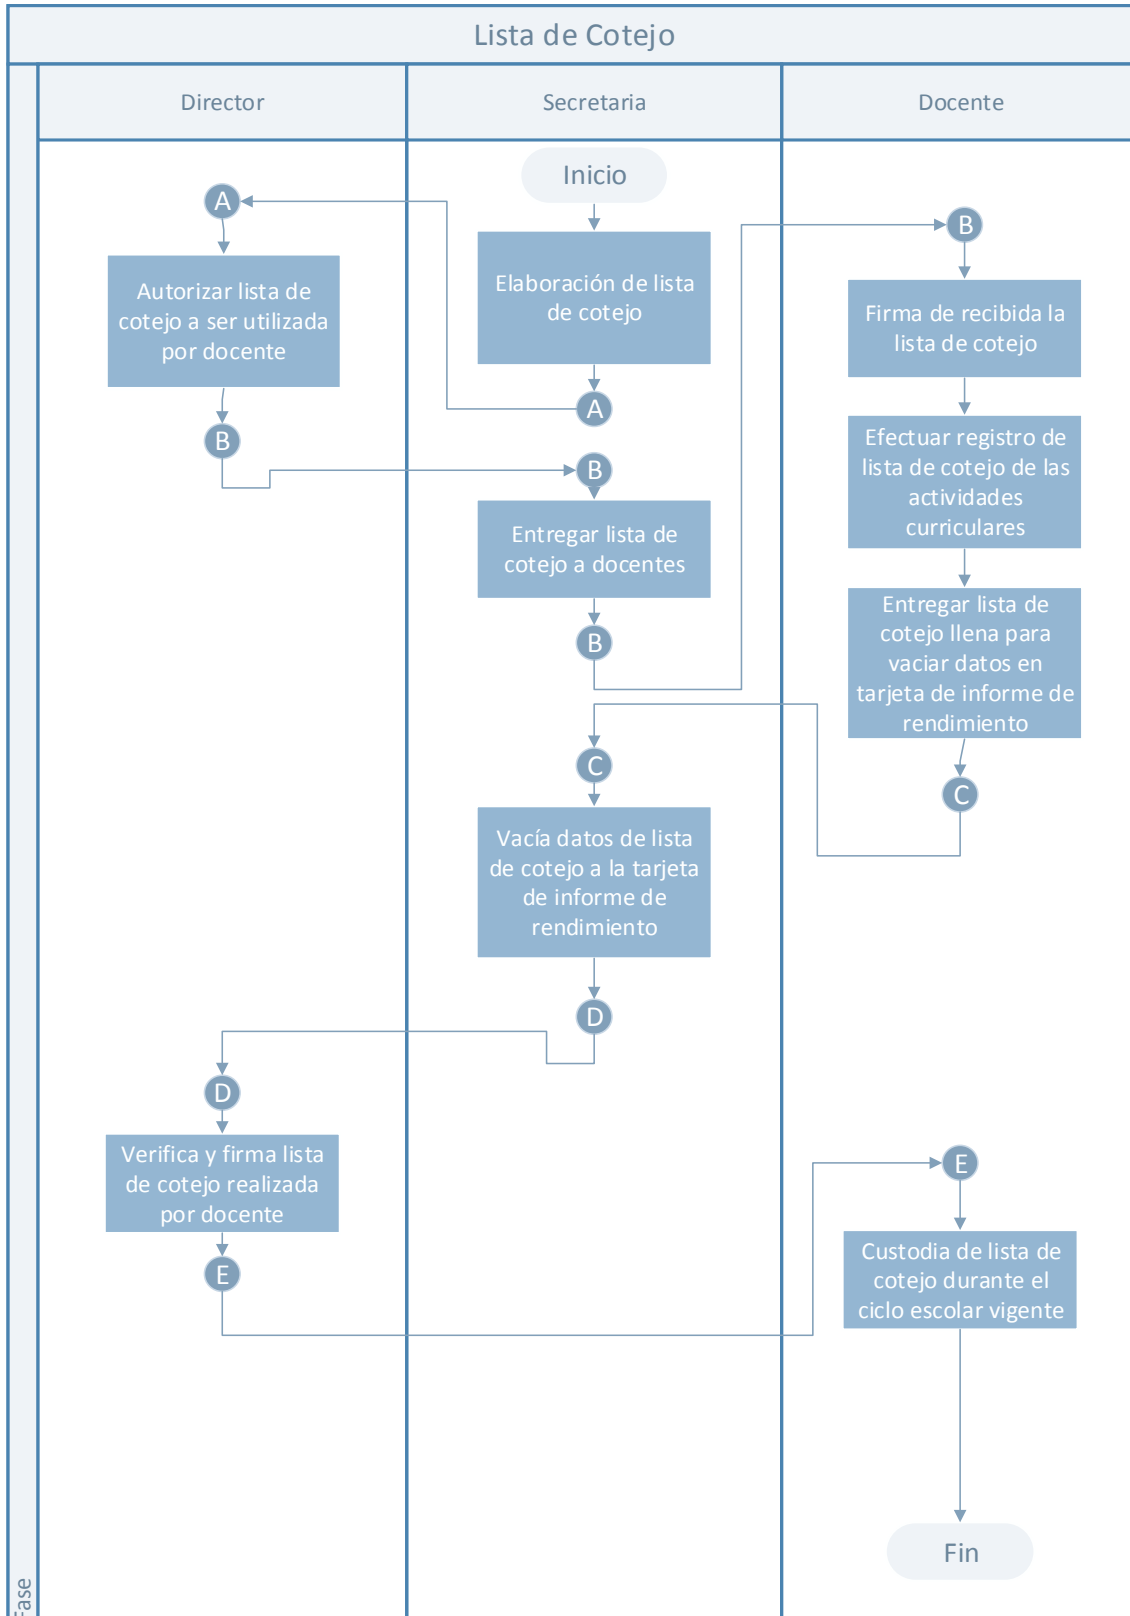 Lista de Cotejo
Director
Secretaria
Docente
Inicio
A
B
Elaboración de lista
de cotejo
Autorizar lista de
cotejo a ser utilizada
por docente
Firma de recibida la
lista de cotejo
A
B
B
Efectuar registro de
lista de cotejo de las
actividades
curriculares
Entregar lista de
cotejo a docentes
B
Entregar lista de
cotejo llena para
vaciar datos en
tarjeta de informe de
rendimiento
C
C
Vacía datos de lista
de cotejo a la tarjeta
de informe de
rendimiento
D
D
Verifica y firma lista
de cotejo realizada
por docente
E
E
Custodia de lista de
cotejo durante el
ciclo escolar vigente
Fin
Fase